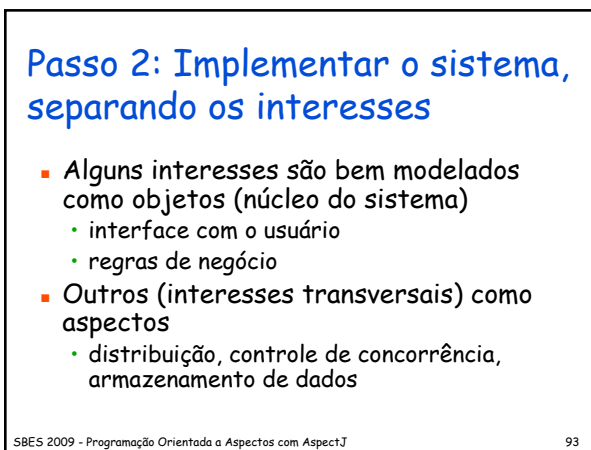 Passo 2: Implementar o sistema,
separando os interesses
Alguns interesses são bem modelados
como objetos (núcleo do sistema)
interface com o usuário
regras de negócio
Outros (interesses transversais) como
aspectos
distribuição, controle de concorrência,
armazenamento de dados
SBES 2009 - Programação Orientada a Aspectos com AspectJ 93